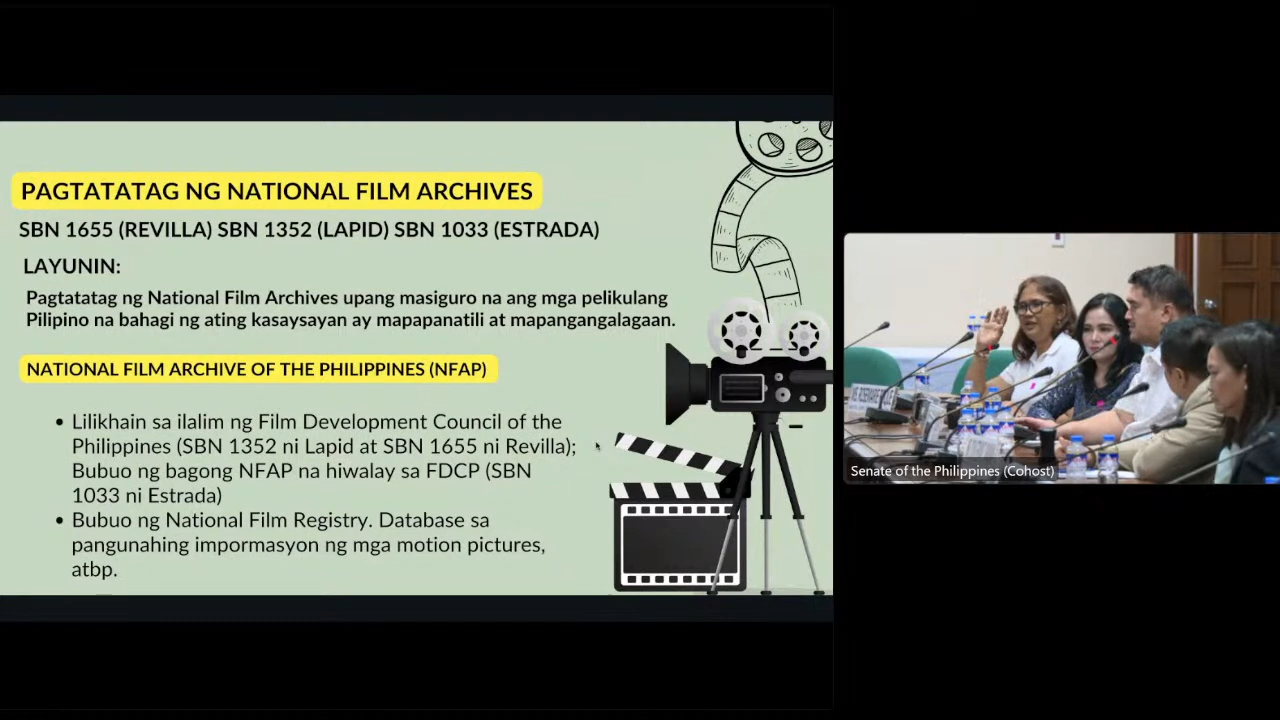 PAGTATATAG NG NATIONAL FILM ARCHIVES
SBN 1655 (REVILLA) SBN 1352 (LAPID) SBN 1033 (ESTRADA)
LAYUNIN:
Pagtatatag ng National Film Archives upang masiguro na ang mga pelikulang
Pilipino na bahagi ng ating kasaysayan ay mapapanatili at mapangangalagaan.
NATIONAL FILM ARCHIVE OF THE PHILIPPINES (NFAP)
• Lilikhain sa ilalim ng Film Development Council of the
Philippines (SBN 1352 ni Lapid at SBN 1655 ni Revilla);
Bubuo ng bagong NFAP na hiwalay sa FDCP (SBN
1033 ni Estrada)
• Bubuo ng National Film Registry. Database sa
pangunahing impormasyon ng mga motion pictures,
atbp.
Senate of the Philippines (Cohost)